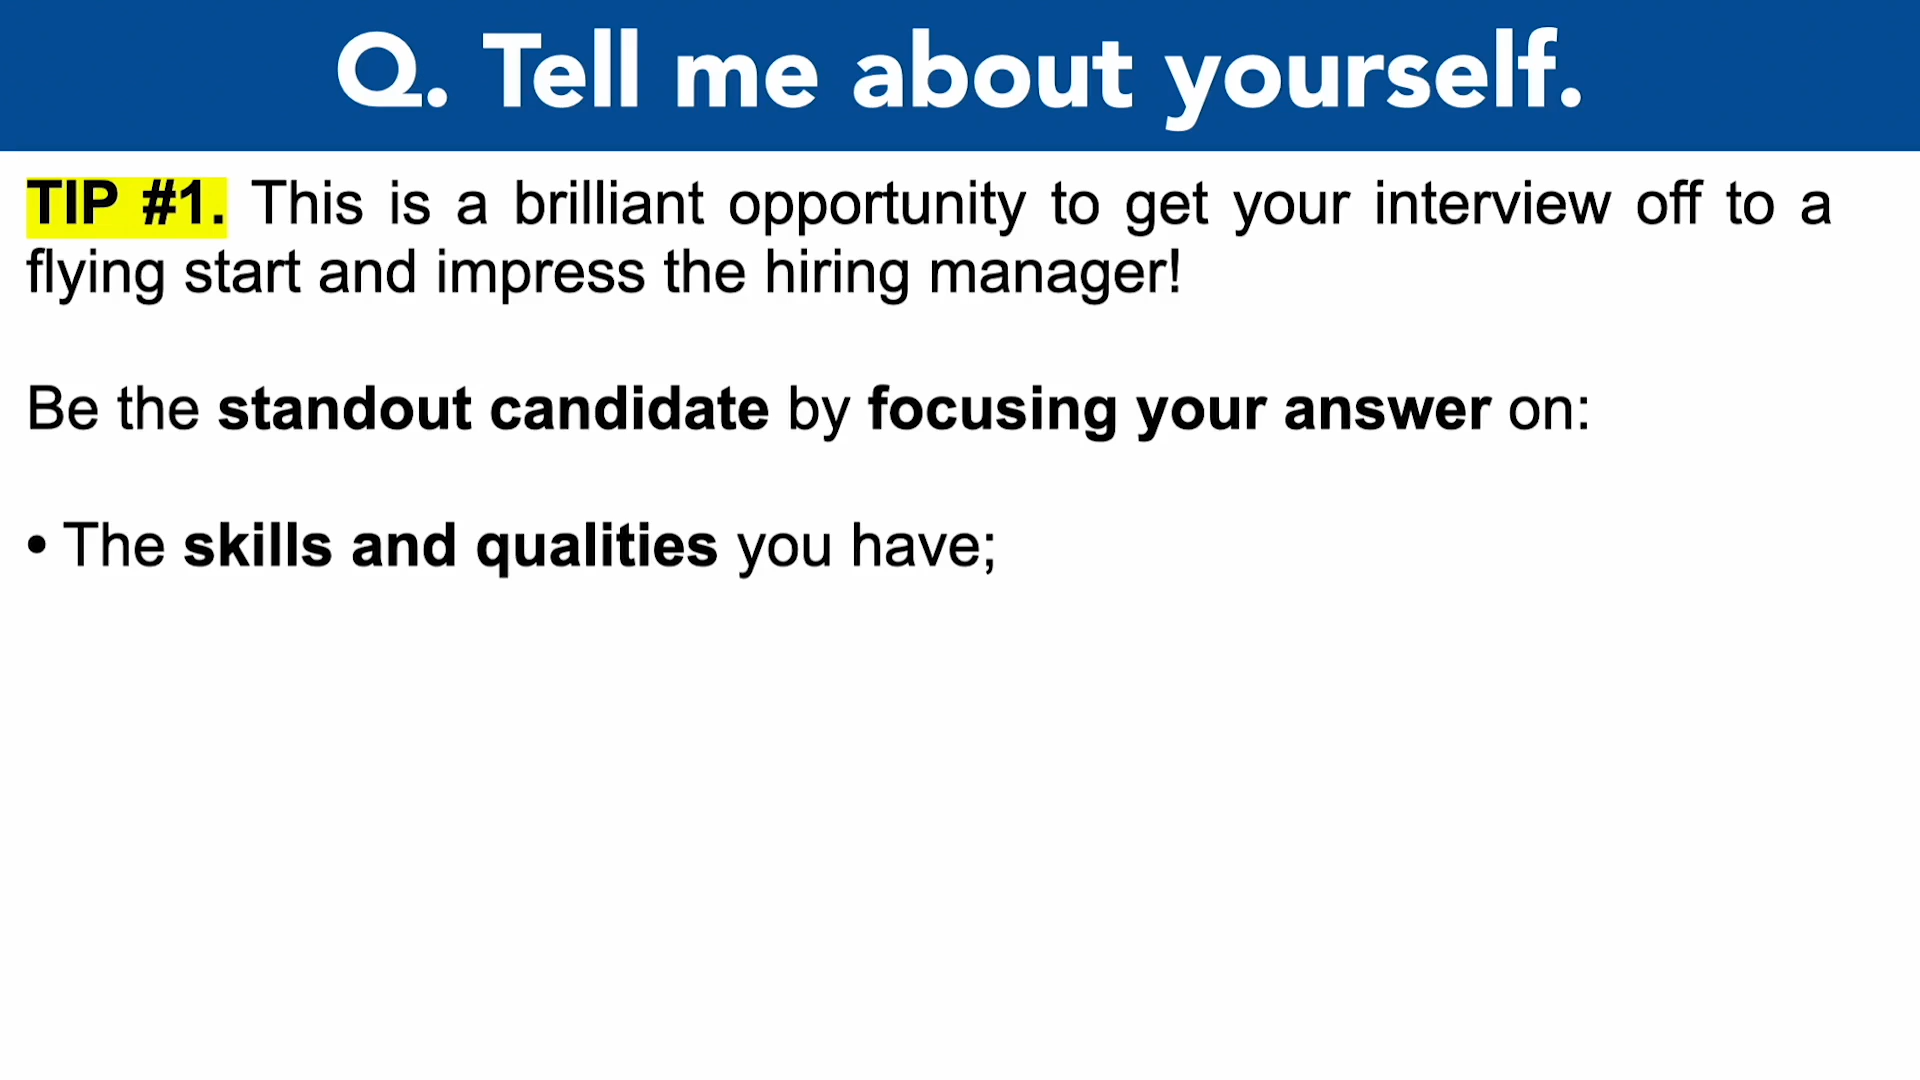 Q. Tell me about yourself.
TIP #1. This is a brilliant opportunity to get your interview off to a
flying start and impress the hiring manager!
Be the standout candidate by focusing your answer on:
• The skills and qualities you have;